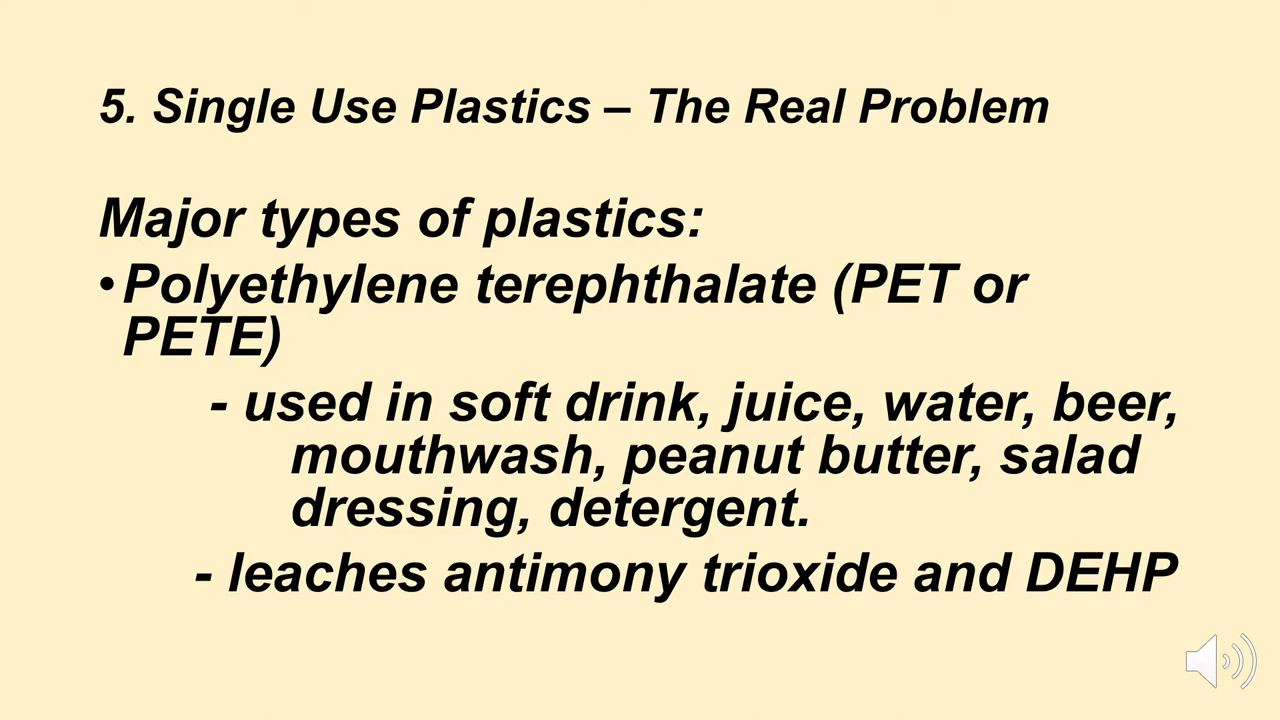 5. Single Use Plastics – The Real Problem
Major types of plastics:
•Polyethylene terephthalate (PET or
PETE)
- used in soft drink, juice, water, beer,
mouthwash, peanut butter, salad
dressing, detergent.
- leaches antimony trioxide and DEHP